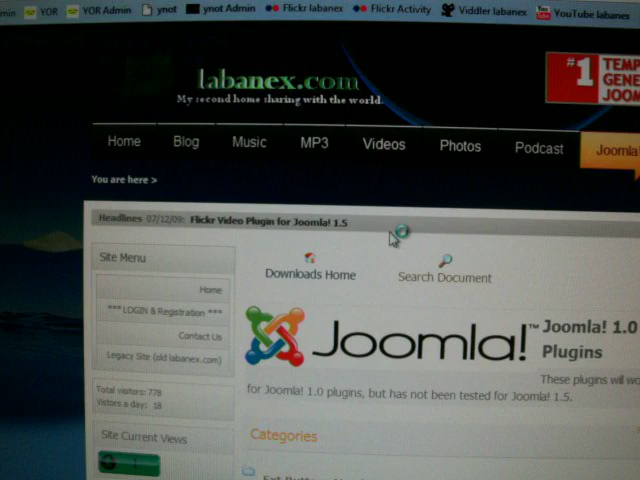 min YOR YOR Admin ynot ynot Admin Flickr labanex Flickr Activity Viddler labanex YouTube labanex
labanex.com
My second home sharing with the world.
#1 TEMP
GENE
JOOM
Home Blog Music MP3 Videos Photos Podcast Joomla!
You are here >
Headlines 07/12/09: Flickr Video Plugin for Joomla! 1.5
Site Menu
Home
*** LOGIN & Registration ***
Contact Us
Legacy Site (old labanex.com)
Total visitors: 778
Vistors a day: 18
Site Current Views
1
Downloads Home
Search Document
Joomla!™
Joomla! 1.0
Plugins
These plugins will wo
for Joomla! 1.0 plugins, but has not been tested for Joomla! 1.5.
Categories